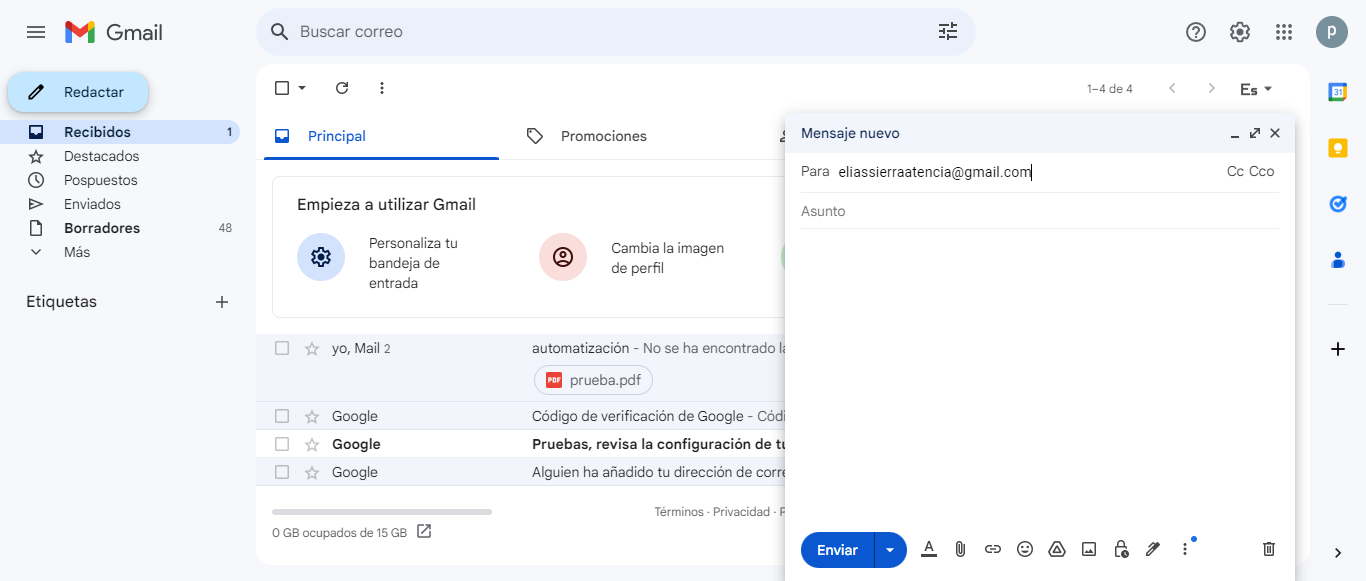 Gmail
Buscar correo
p
Redactar
Recibidos 1
Destacados
Pospuestos
Enviados
Borradores 48
Más
Etiquetas
1–4 de 4
Es
Principal
Promociones
Empieza a utilizar Gmail
Personaliza tu
bandeja de
entrada
Cambia la imagen
de perfil
yo, Mail 2 automatización - No se ha encontrado
PDF prueba.pdf
Google Código de verificación de Google -
Google Pruebas, revisa la configuración de
Google Alguien ha añadido tu dirección de
0 GB ocupados de 15 GB
Términos · Privacidad ·
Mensaje nuevo
Para eliassierraatencia@gmail.com Cc Cco
Asunto
Enviar
31